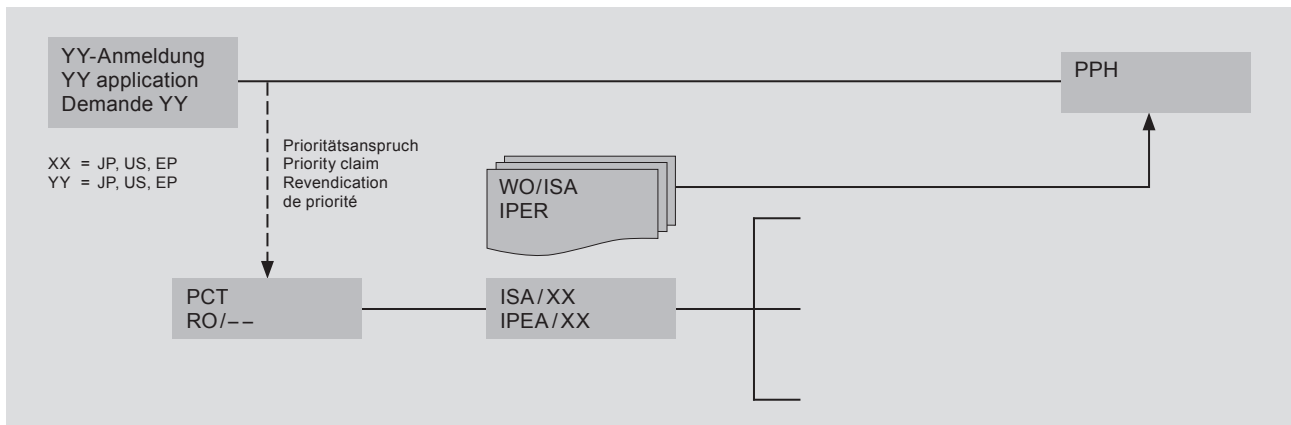 YY-Anmeldung
YY application
Demande YY
PPH
XX = JP, US, EP
YY = JP, US, EP
Prioritätsanspruch
Priority claim
Revendication
de priorité
WO/ISA
IPER
PCT
RO/--
ISA/XX
IPEA/XX